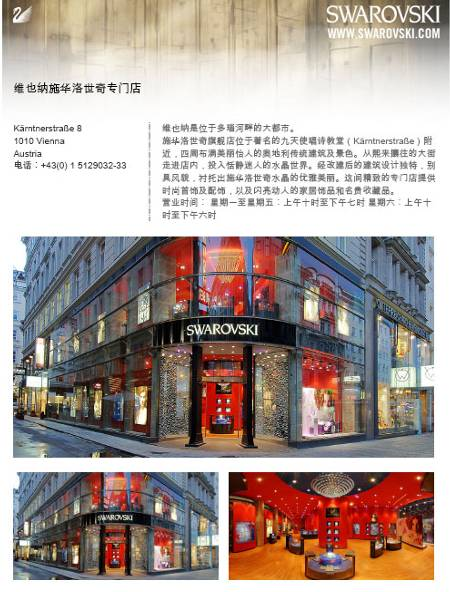 SWAROVSKI
WWW.SWAROVSKI.COM
维也纳施华洛世奇专门店
Kärntnerstraße 8
1010 Vienna
Austria
电话：+43(0) 1 5129032-33
维也纳是位于多瑙河畔的大都市。
施华洛世奇旗舰店位于著名的九天使唱诗教堂（Kärntnerstraße）附
近，四周布满美丽怡人的奥地利传统建筑及景色。从熙来攘往的大街
走进店内，投入恬静迷人的水晶世界。经改建后的建筑设计独特，别
具风貌，衬托出施华洛世奇水晶的优雅美丽。这间精致的专门店提供
时尚首饰及配饰，以及闪亮动人的家居饰品和名贵收藏品。
营业时间： 星期一至星期五：上午十时至下午七时 星期六：上午十
时至下午六时
SWAROVSKI
SWAROVSKI